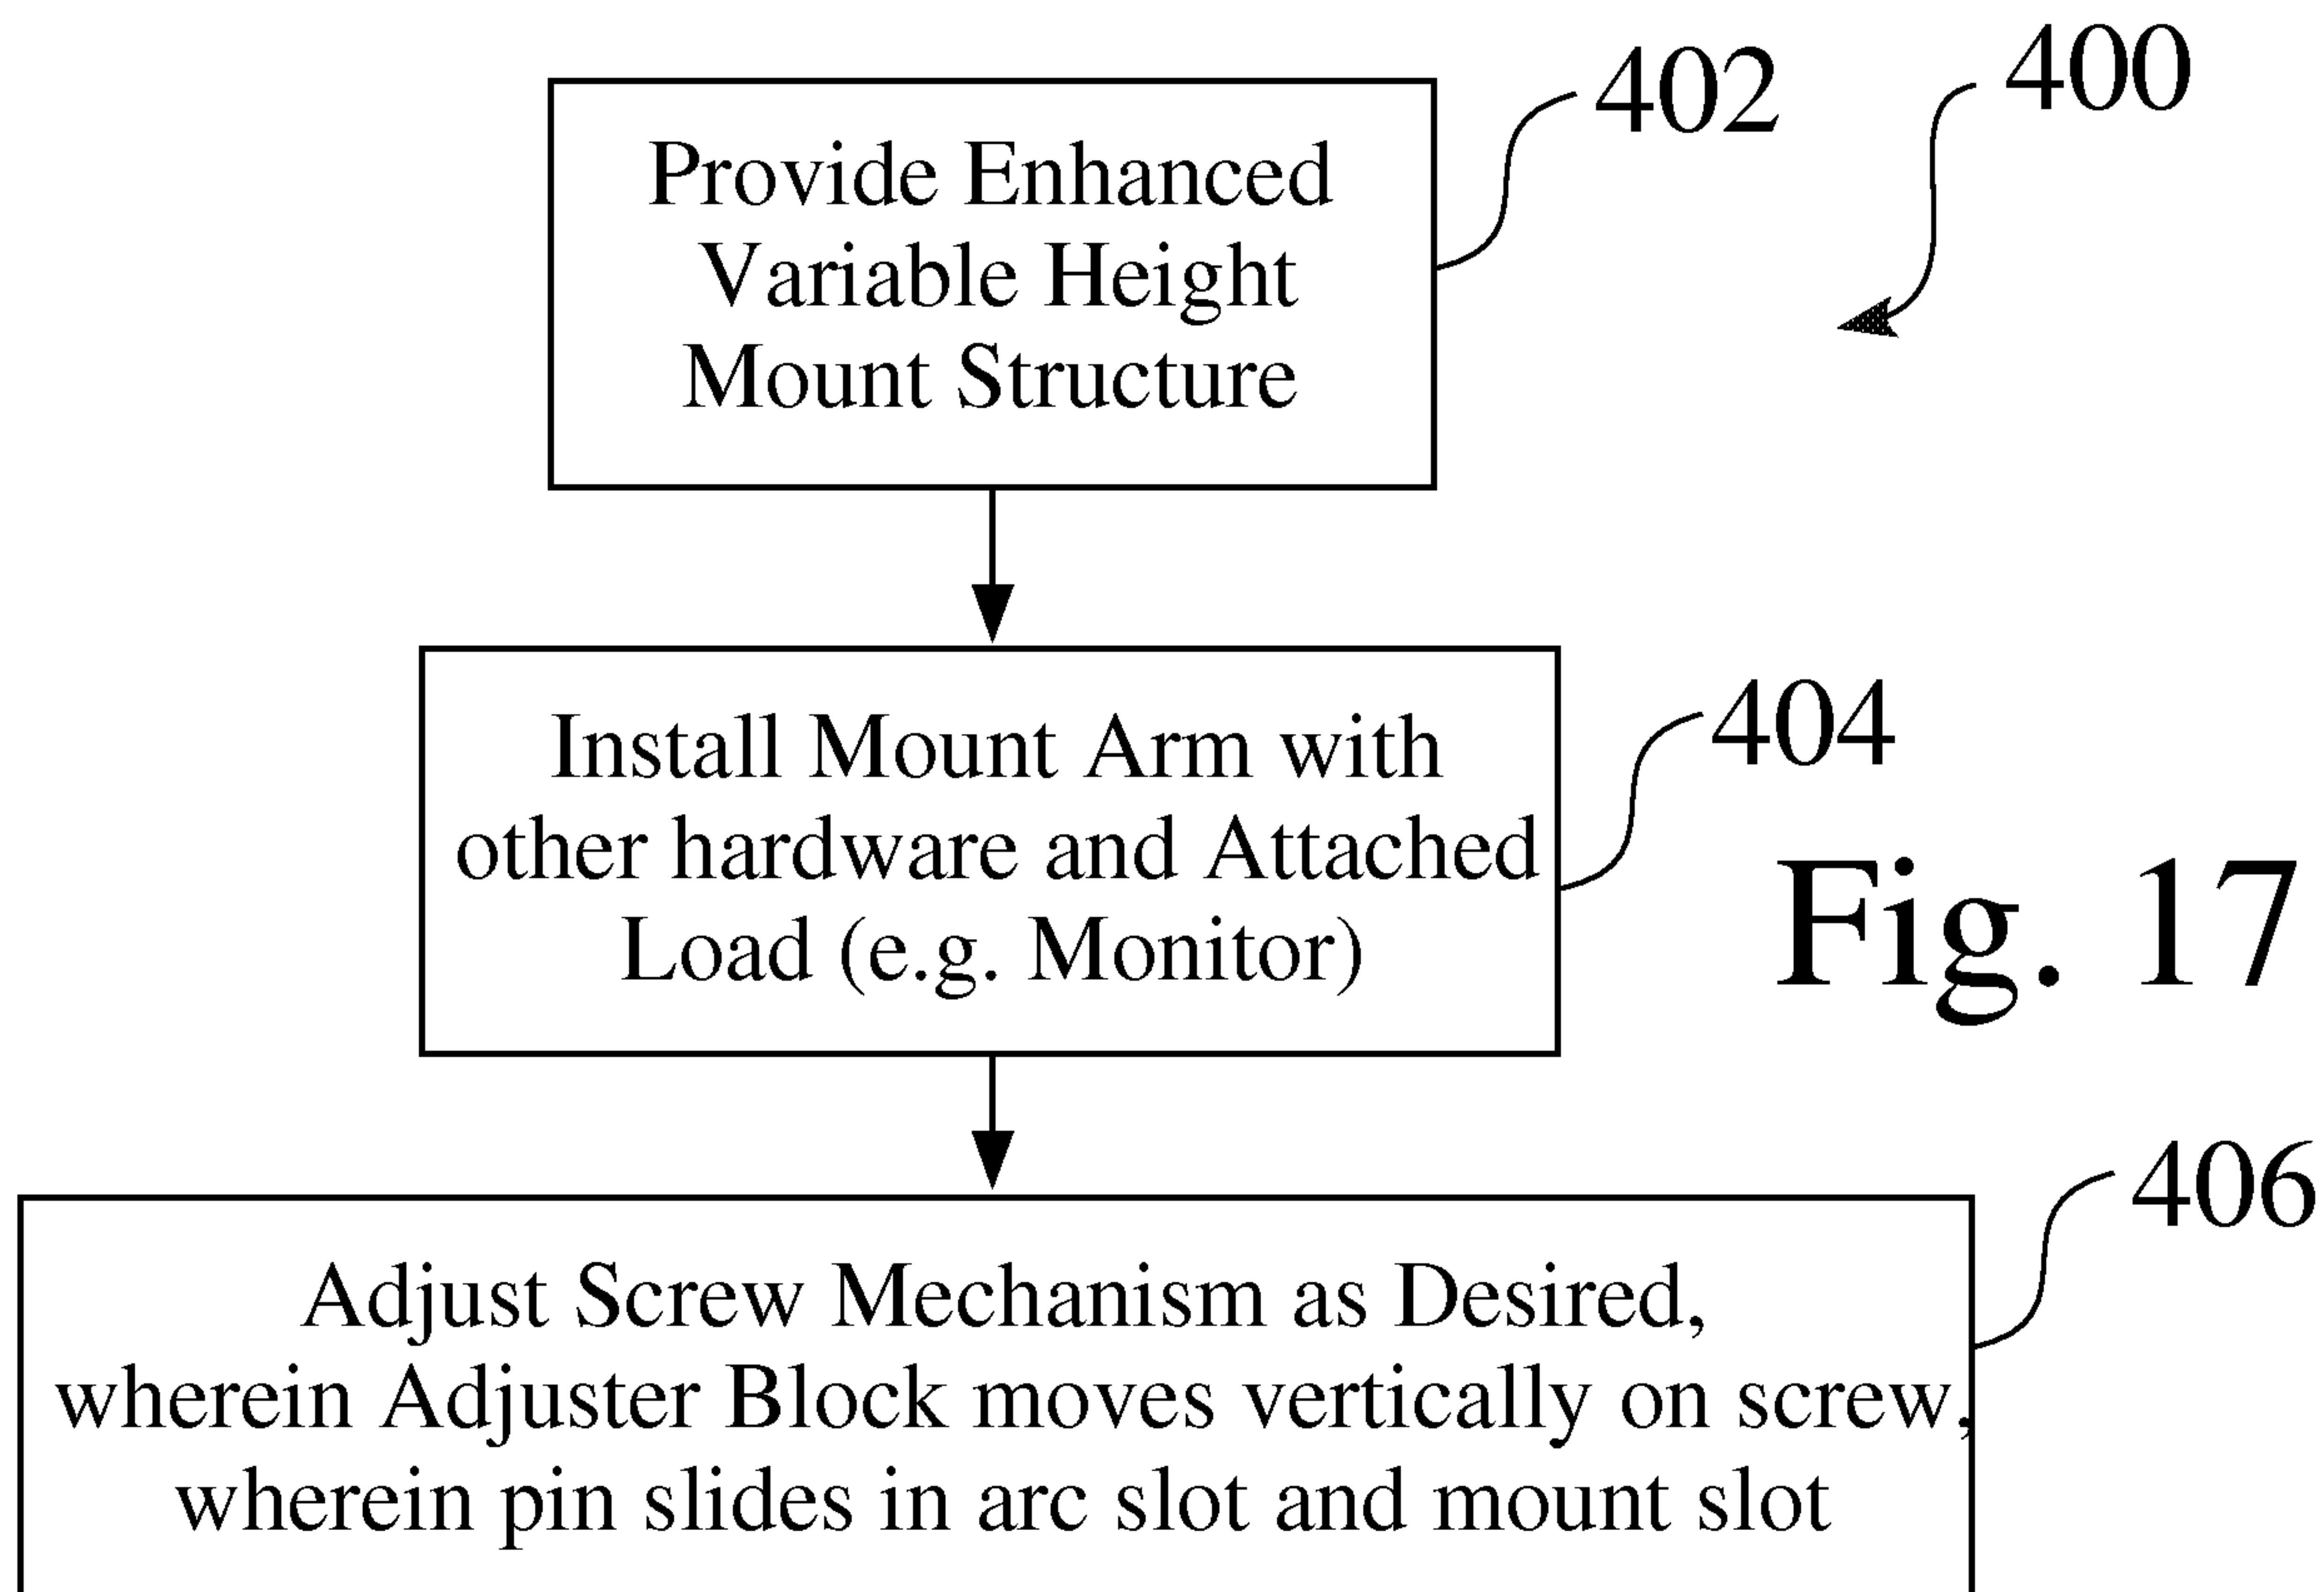 400
402
Provide Enhanced
Variable Height
Mount Structure
404
Install Mount Arm with
other hardware and Attached
Load (e.g. Monitor)
Fig. 17
406
Adjust Screw Mechanism as Desired,
wherein Adjuster Block moves vertically on screw,
wherein pin slides in arc slot and mount slot